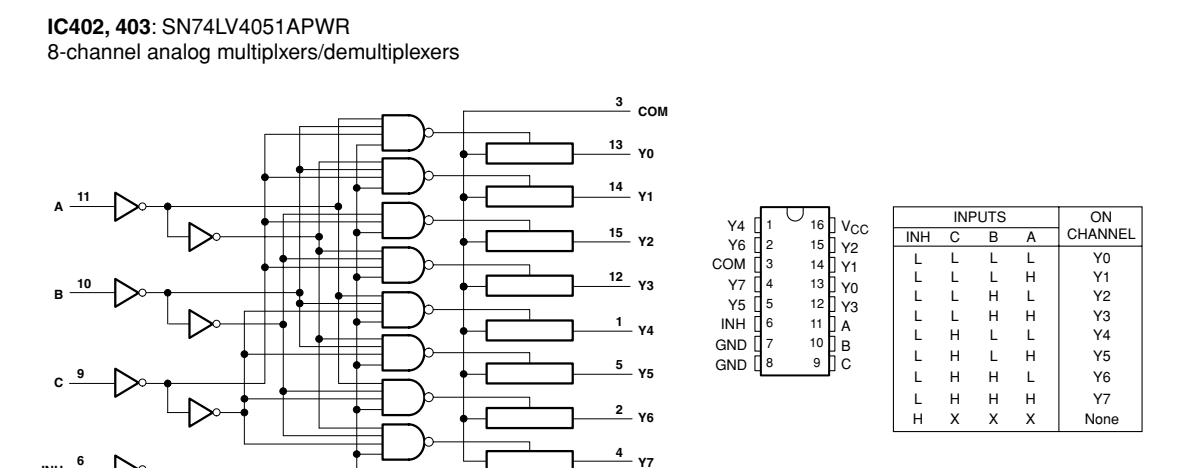 IC402, 403: SN74LV4051APWR
8-channel analog multiplxers/demultiplexers
3 COM
13 Y0
14 Y1
A 11
15 Y2
12 Y3
B 10
1 Y4
5 Y5
C 9
2 Y6
4 Y7
INH 6
Y4 1 16 VCC
Y6 2 15 Y2
COM 3 14 Y1
Y7 4 13 Y0
Y5 5 12 Y3
INH 6 11 A
GND 7 10 B
GND 8 9 C
INPUTS ON CHANNEL
INH C B A
L L L L Y0
L L L H Y1
L L H L Y2
L L H H Y3
L H L L Y4
L H L H Y5
L H H L Y6
L H H H Y7
H X X X None